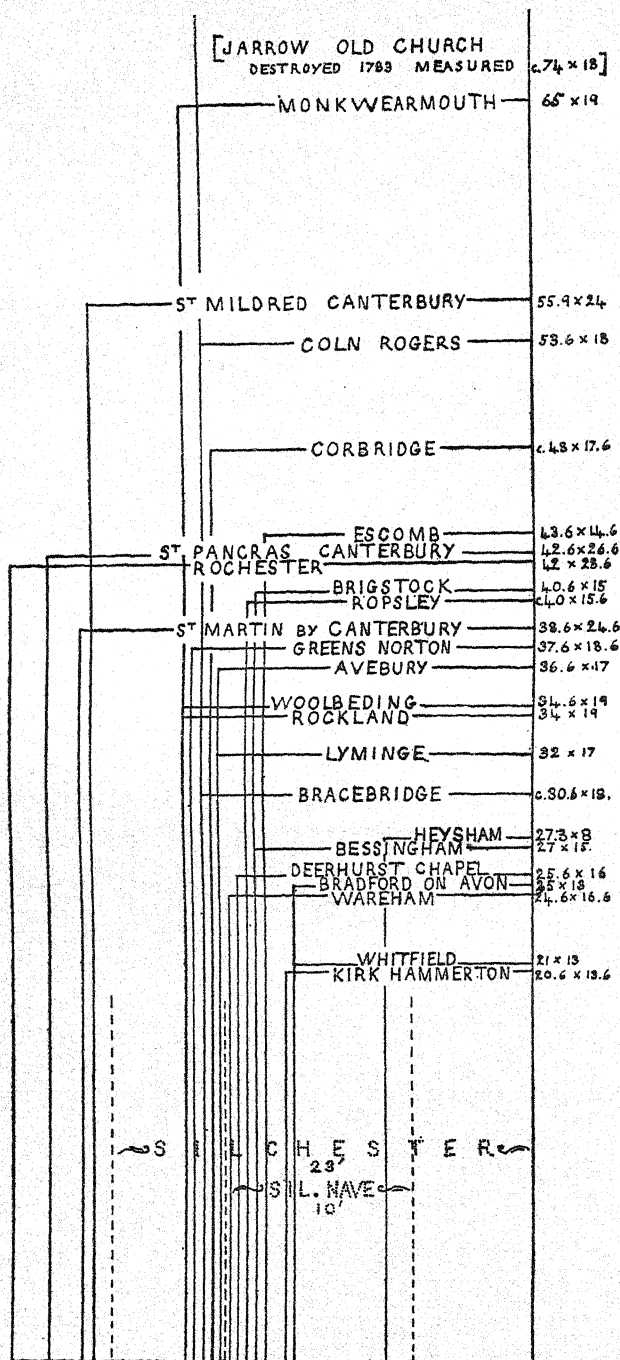 [JARROW OLD CHURCH
DESTROYED 1783 MEASURED c.74 × 18]
MONKWEARMOUTH 65 × 19
ST MILDRED CANTERBURY 55.9 × 24
COLN ROGERS 53.6 × 18
CORBRIDGE c.48 × 17.6
ESCOMB 43.6 × 14.6
ST PANCRAS CANTERBURY 42.6 × 26.6
ROCHESTER 42 × 28.6
BRIGSTOCK 40.6 × 15
ROPSLEY c.40 × 15.6
ST MARTIN BY CANTERBURY 38.6 × 24.6
GREENS NORTON 37.6 × 18.6
AVEBURY 36.6 × 17
WOOLBEDING 34.6 × 19
ROCKLAND 34 × 19
LYMINGE 32 × 17
BRACEBRIDGE c.30.6 × 18.
HEYSHAM 27.3 × 8
BESSINGHAM 27 × 15.
DEERHURST CHAPEL 25.6 × 16
BRADFORD ON AVON 25 × 13
WAREHAM 24.6 × 16.6
WHITFIELD 21 × 13
KIRK HAMMERTON 20.6 × 13.6
SILCHESTER
23'
SIL. NAVE
10'